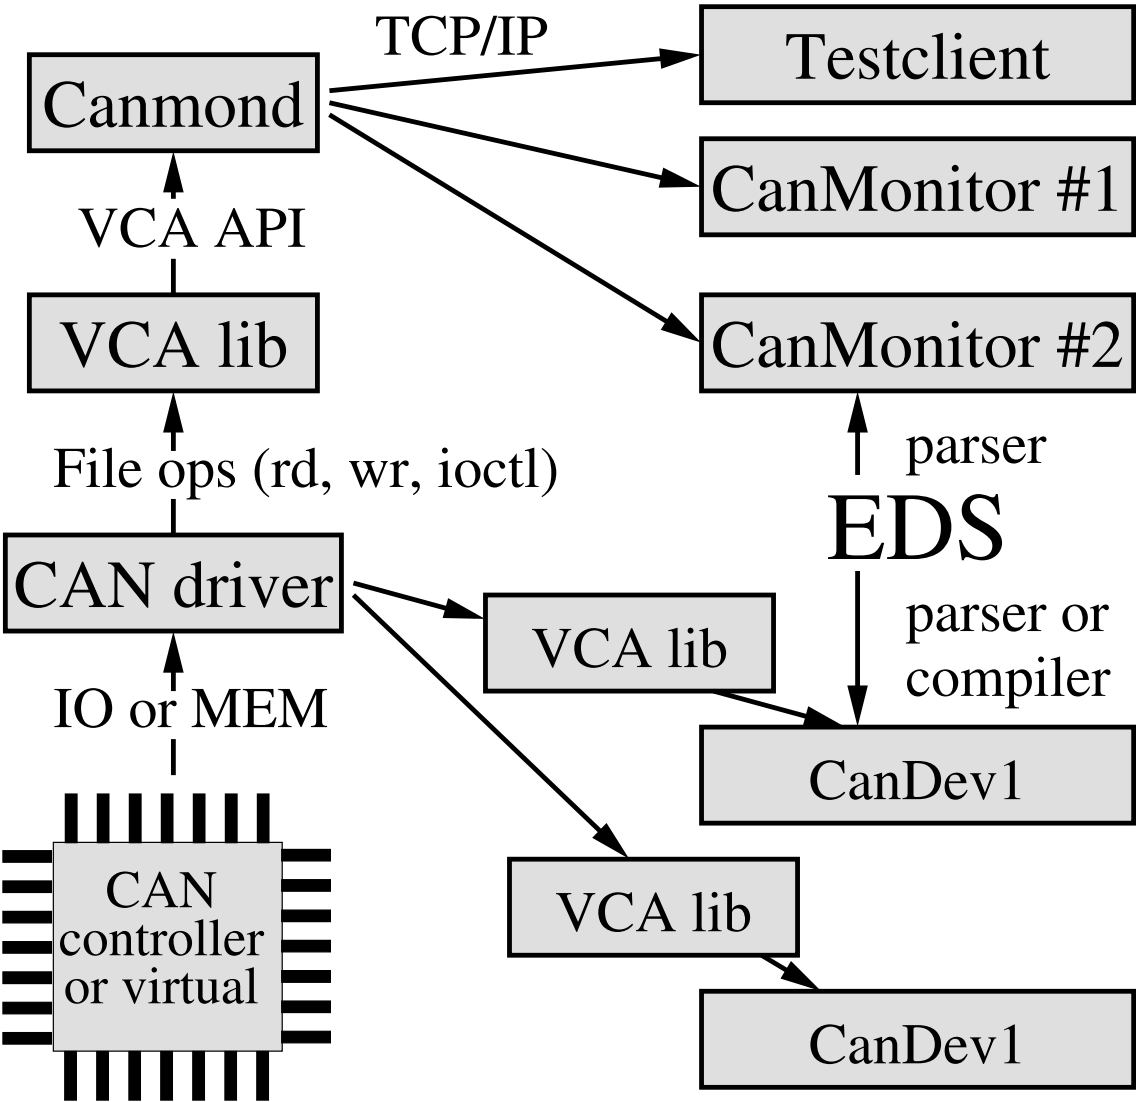 TCP/IP
Testclient
Canmond
CanMonitor #1
VCA API
VCA lib
CanMonitor #2
File ops (rd, wr, ioctl)
parser
EDS
CAN driver
parser or
compiler
VCA lib
IO or MEM
CanDev1
CAN
controller
or virtual
VCA lib
CanDev1